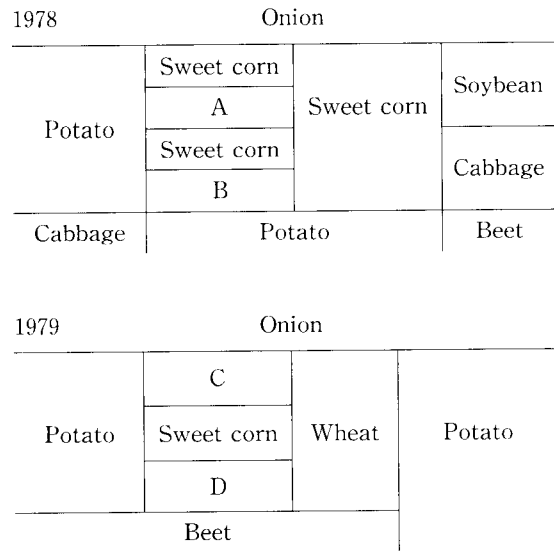 1978 Onion
Sweet corn
Soybean
A
Potato Sweet corn
Sweet corn
Cabbage
B
Cabbage Potato Beet
1979 Onion
C
Potato Sweet corn Wheat Potato
D
Beet